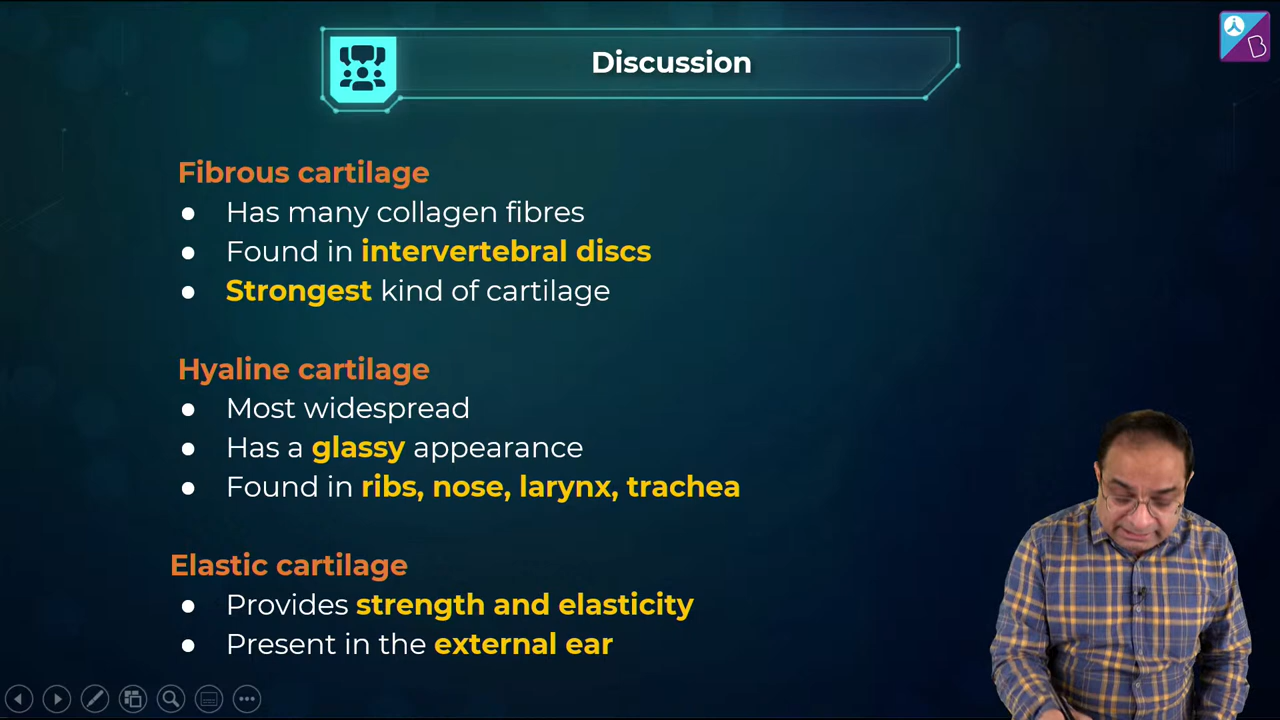 Discussion
Fibrous cartilage
● Has many collagen fibres
● Found in intervertebral discs
● Strongest kind of cartilage
Hyaline cartilage
● Most widespread
● Has a glassy appearance
● Found in ribs, nose, larynx, trachea
Elastic cartilage
● Provides strength and elasticity
● Present in the external ear
B